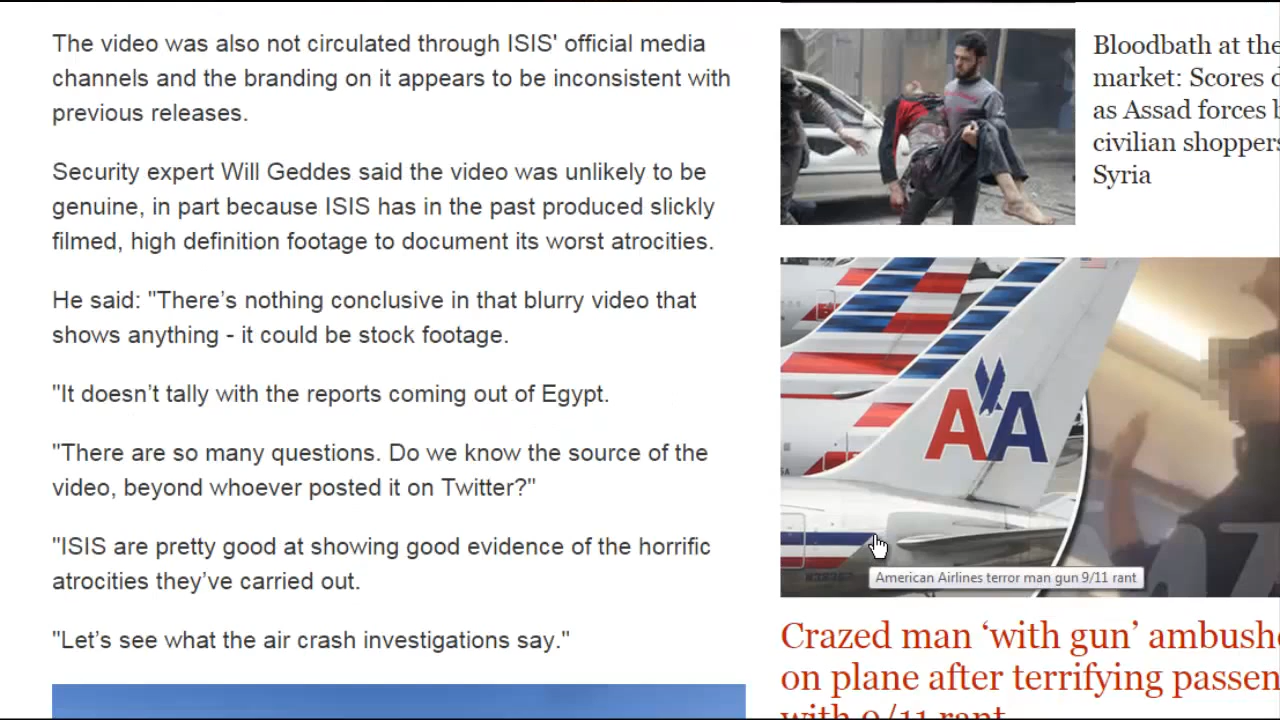 The video was also not circulated through ISIS' official media
channels and the branding on it appears to be inconsistent with
previous releases.
Security expert Will Geddes said the video was unlikely to be
genuine, in part because ISIS has in the past produced slickly
filmed, high definition footage to document its worst atrocities.
He said: "There's nothing conclusive in that blurry video that
shows anything - it could be stock footage.
"It doesn't tally with the reports coming out of Egypt.
"There are so many questions. Do we know the source of the
video, beyond whoever posted it on Twitter?"
"ISIS are pretty good at showing good evidence of the horrific
atrocities they've carried out.
"Let's see what the air crash investigations say."
Bloodbath at the
market: Scores
as Assad forces
civilian shoppers
Syria
AA
American Airlines terror man gun 9/11 rant
Crazed man ‘with gun’ ambush
on plane after terrifying passen
with 9/11 rant